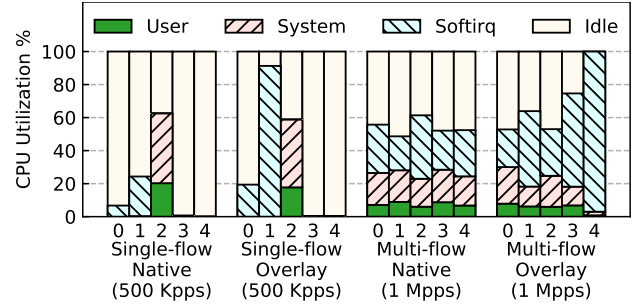 User System Softirq Idle
CPU Utilization %
100
80
60
40
20
0
0 1 2 3 4 0 1 2 3 4 0 1 2 3 4 0 1 2 3 4
Single-flow Single-flow Multi-flow Multi-flow
Native Overlay Native Overlay
(500 Kpps) (500 Kpps) (1 Mpps) (1 Mpps)